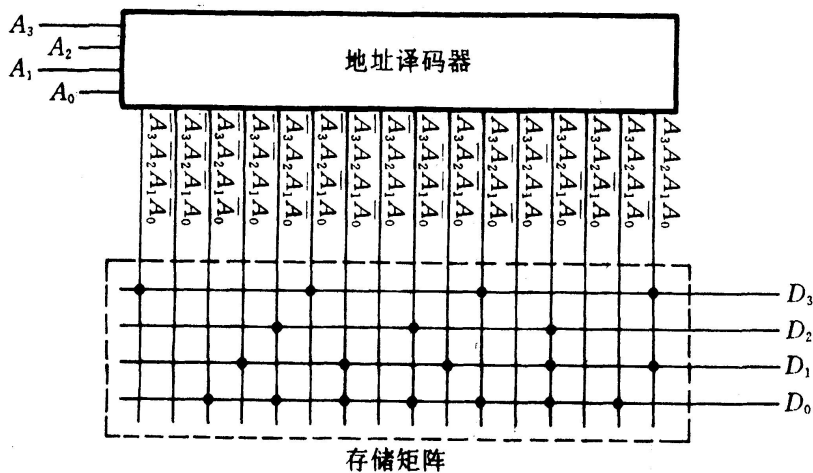 A₃
A₂
A₁
A₀
地址译码器
A̅₃A̅₂A̅₁A̅₀
A̅₃A̅₂A̅₁A₀
A̅₃A̅₂A₁A̅₀
A̅₃A̅₂A₁A₀
A̅₃A₂A̅₁A̅₀
A̅₃A₂A̅₁A₀
A̅₃A₂A₁A̅₀
A̅₃A₂A₁A₀
A₃A̅₂A̅₁A̅₀
A₃A̅₂A̅₁A₀
A₃A̅₂A₁A̅₀
A₃A̅₂A₁A₀
A₃A₂A̅₁A̅₀
A₃A₂A̅₁A₀
A₃A₂A₁A̅₀
A₃A₂A₁A₀
D₃
D₂
D₁
D₀
存储矩阵